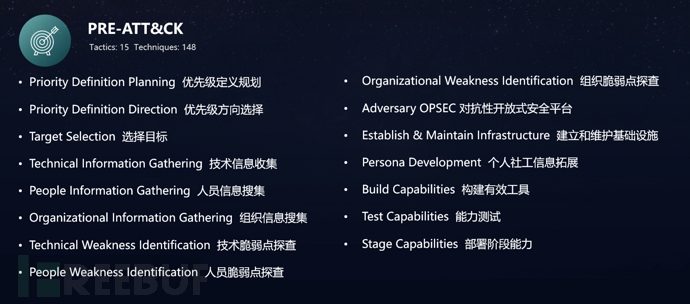 PRE-ATT&CK
Tactics: 15 Techniques: 148
• Priority Definition Planning 优先级定义规划
• Priority Definition Direction 优先级方向选择
• Target Selection 选择目标
• Technical Information Gathering 技术信息收集
• People Information Gathering 人员信息搜集
• Organizational Information Gathering 组织信息搜集
• Technical Weakness Identification 技术脆弱点探查
• People Weakness Identification 人员脆弱点探查
• Organizational Weakness Identification 组织脆弱点探查
• Adversary OPSEC 对抗性开放式安全平台
• Establish & Maintain Infrastructure 建立和维护基础设施
• Persona Development 个人社工信息拓展
• Build Capabilities 构建有效工具
• Test Capabilities 能力测试
• Stage Capabilities 部署阶段能力
REEBUF